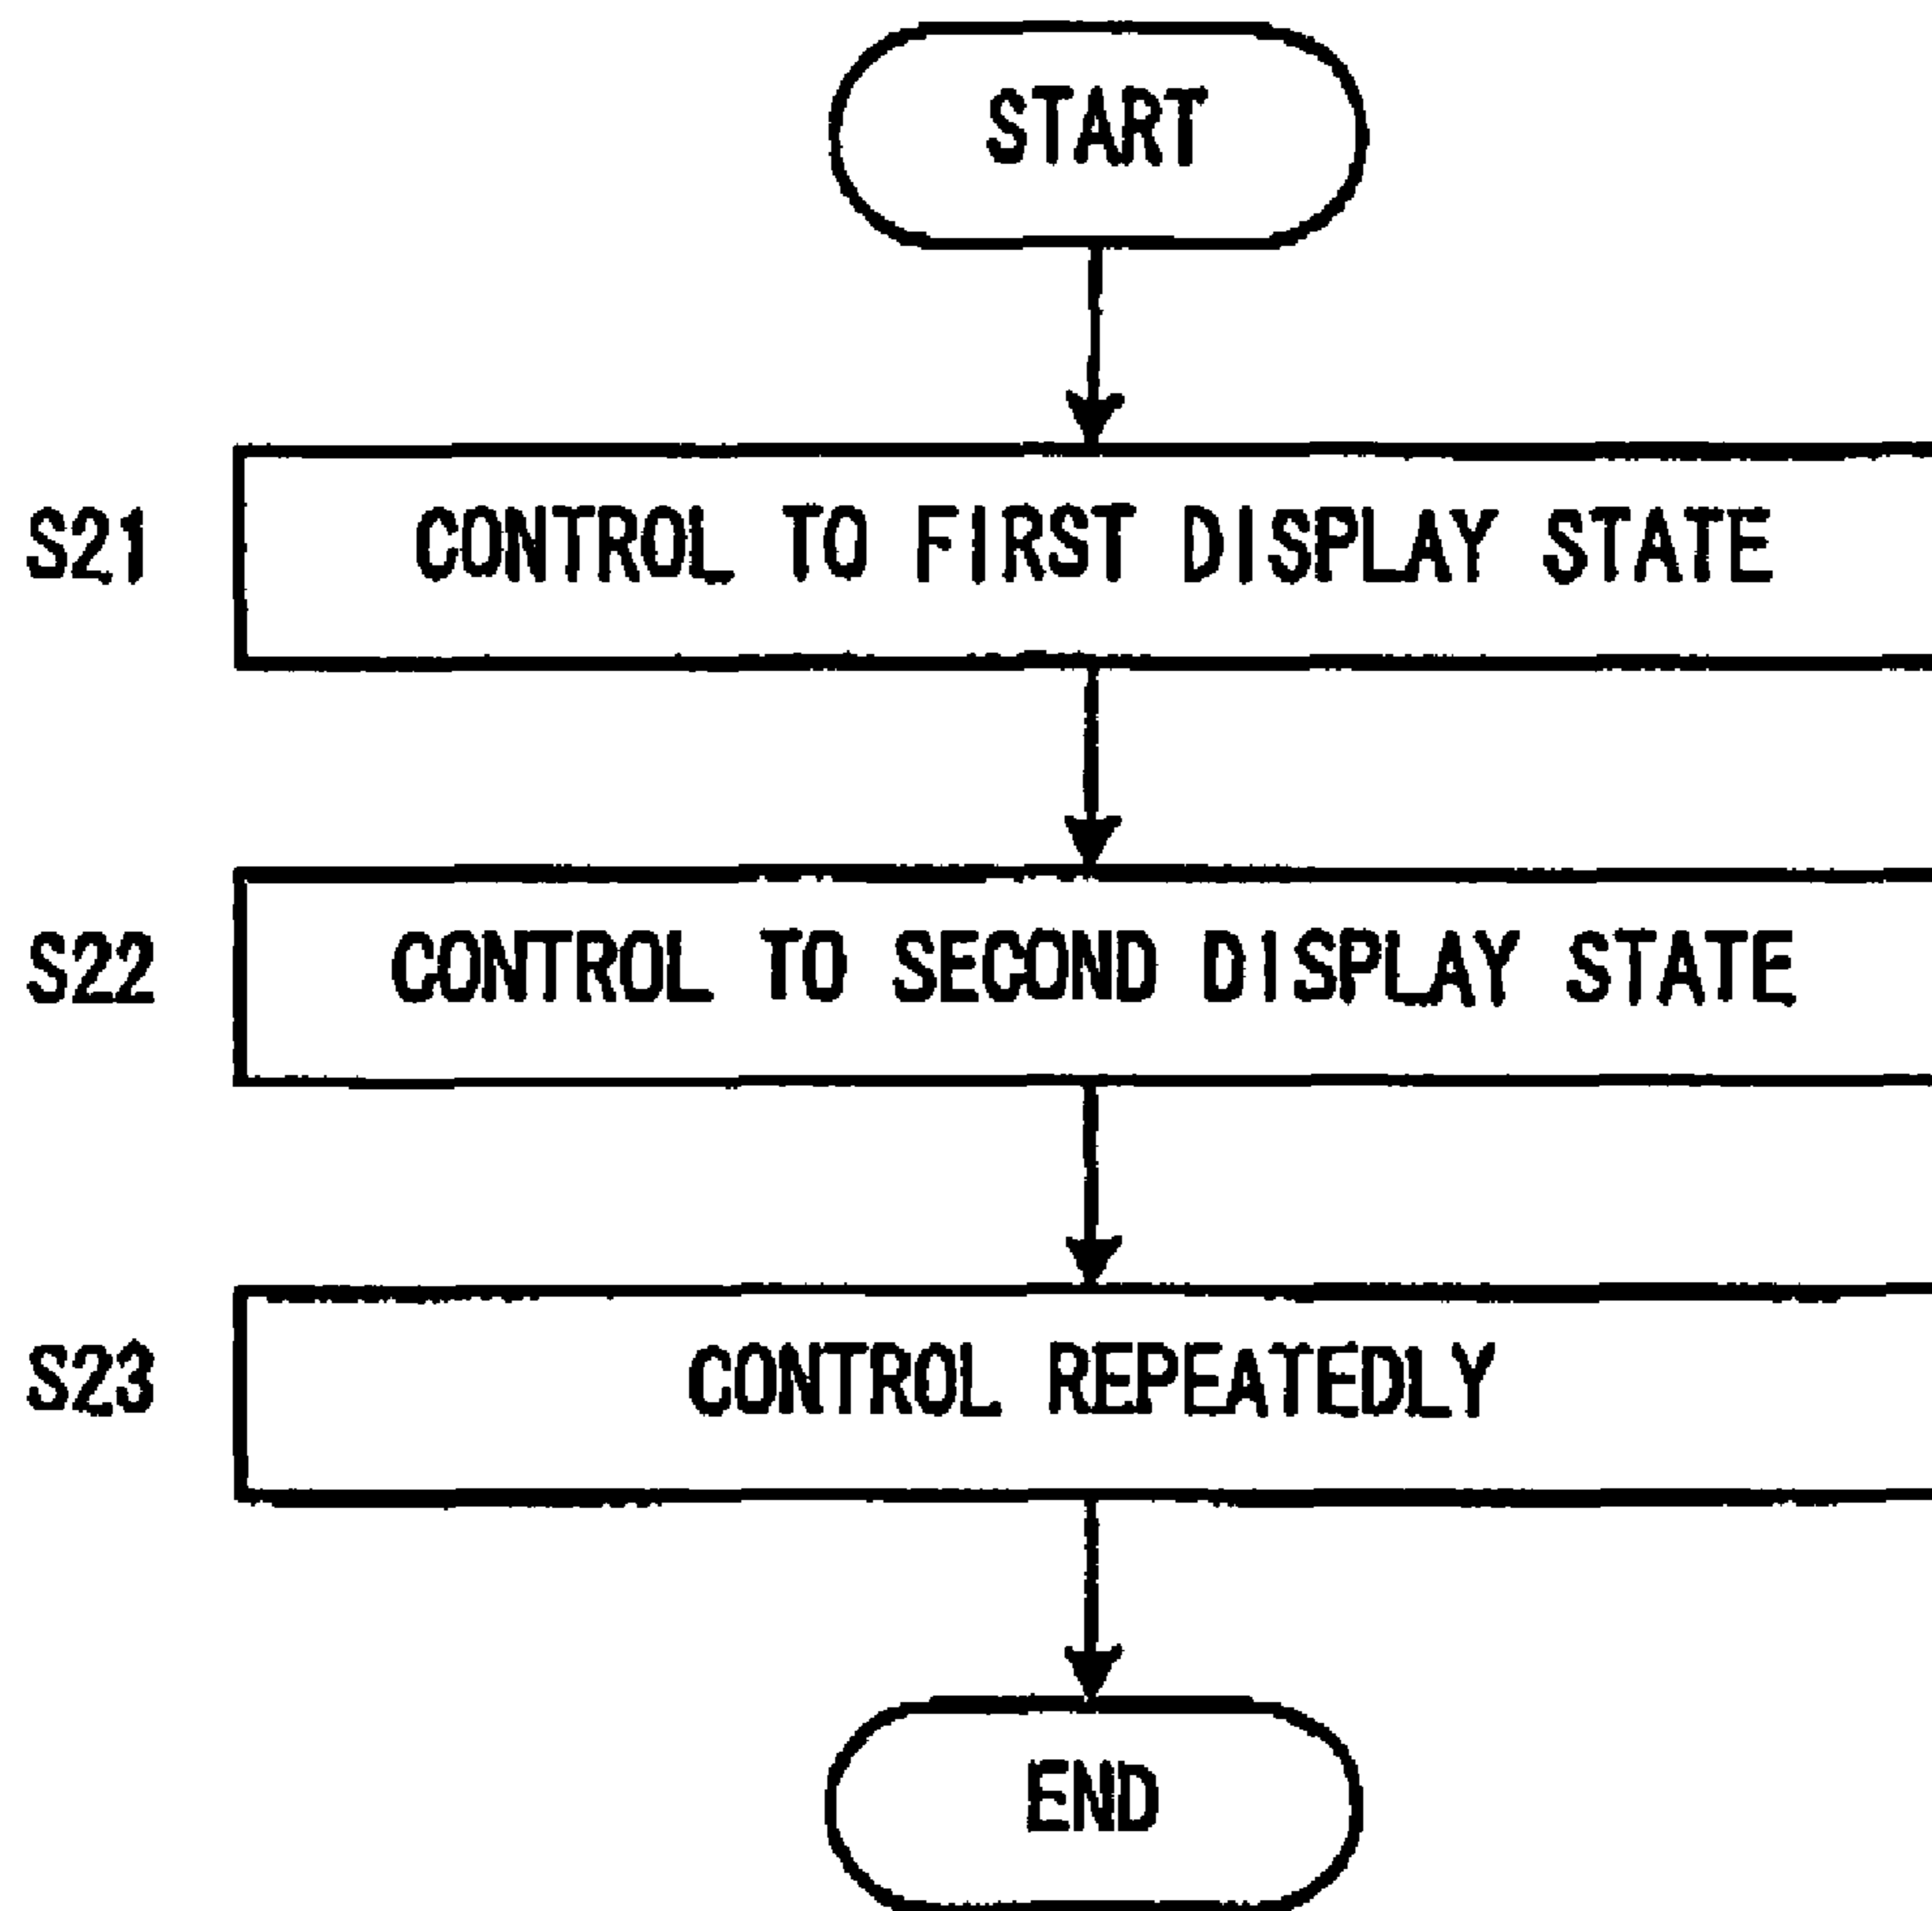 START
S21 CONTROL TO FIRST DISPLAY STATE
S22 CONTROL TO SECOND DISPLAY STATE
S23 CONTROL REPEATEDLY
END